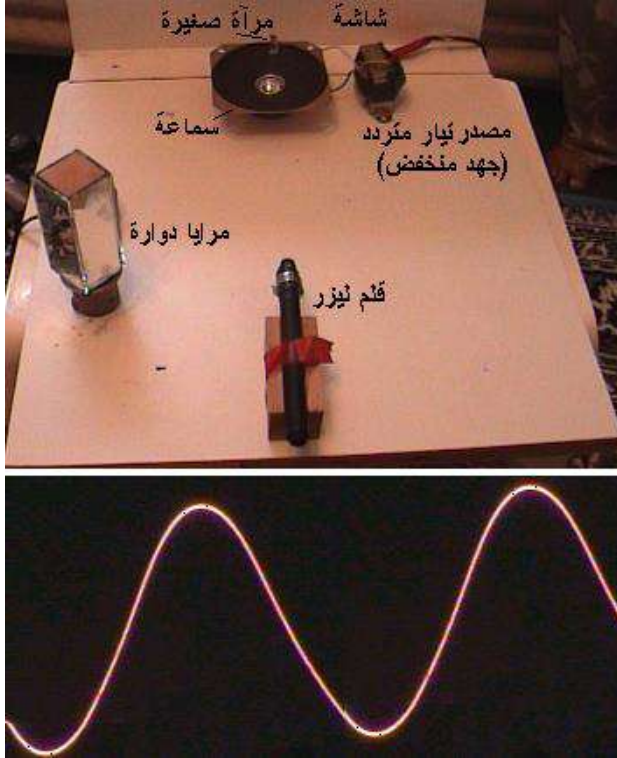 مرآة صغيرة
شاشة
سماعة
مصدر تيار متردد
(جهد منخفض)
مرايا دوارة
قلم ليزر